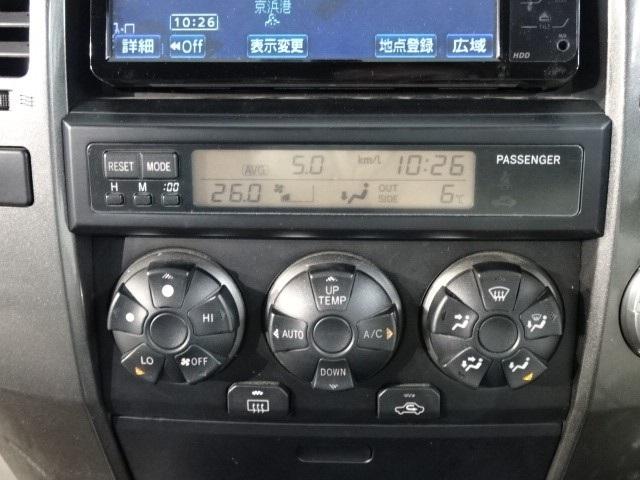 京浜港
10:26
詳細 Off 表示変更 地点登録 広域
HDD
RESET MODE AVG 5.0 km/l 10:26 PASSENGER
H M :00 26.0 OUT SIDE 6℃
HI LO OFF
UP TEMP AUTO A/C DOWN